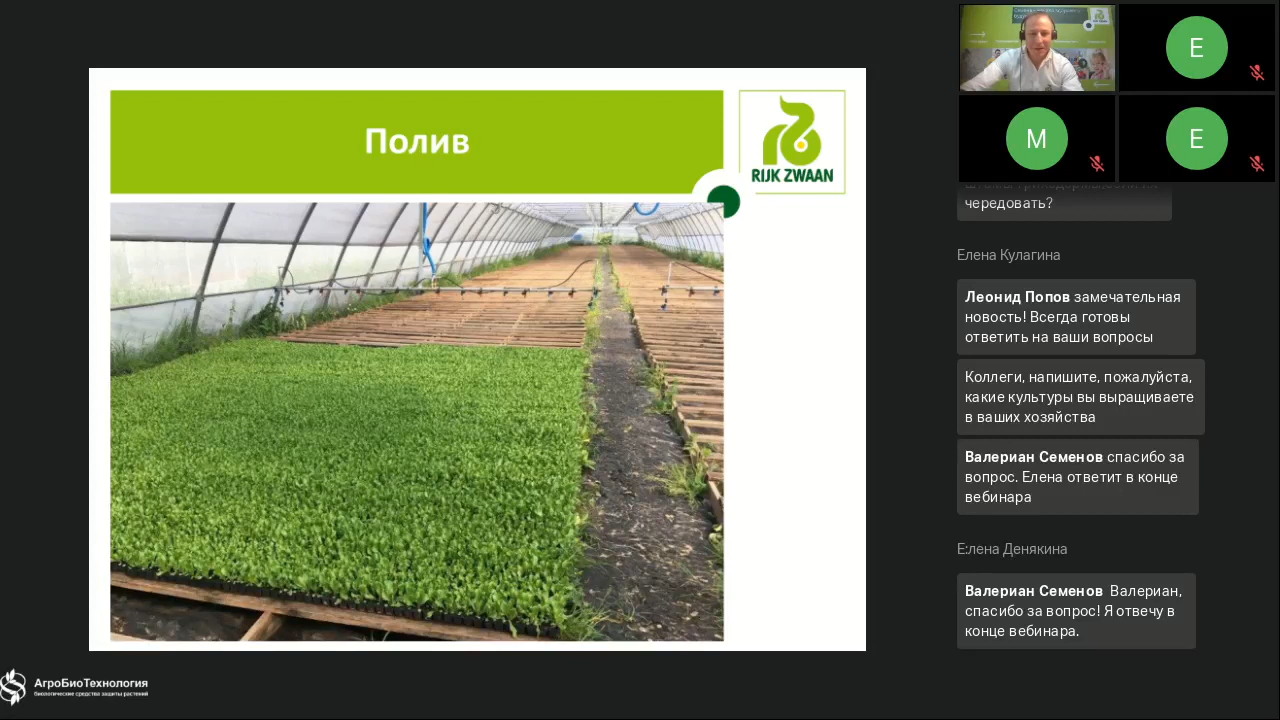 Полив
RIJK ZWAAN
E
M
E
чередовать?
Елена Кулагина
Леонид Попов замечательная
новость! Всегда готовы
ответить на ваши вопросы
Коллеги, напишите, пожалуйста,
какие культуры вы выращиваете
в ваших хозяйства
Валериан Семенов спасибо за
вопрос. Елена ответит в конце
вебинара
Елена Денякина
Валериан Семенов Валериан,
спасибо за вопрос! Я отвечу в
конце вебинара.
АгроБиоТехнология
биологические средства защиты растений